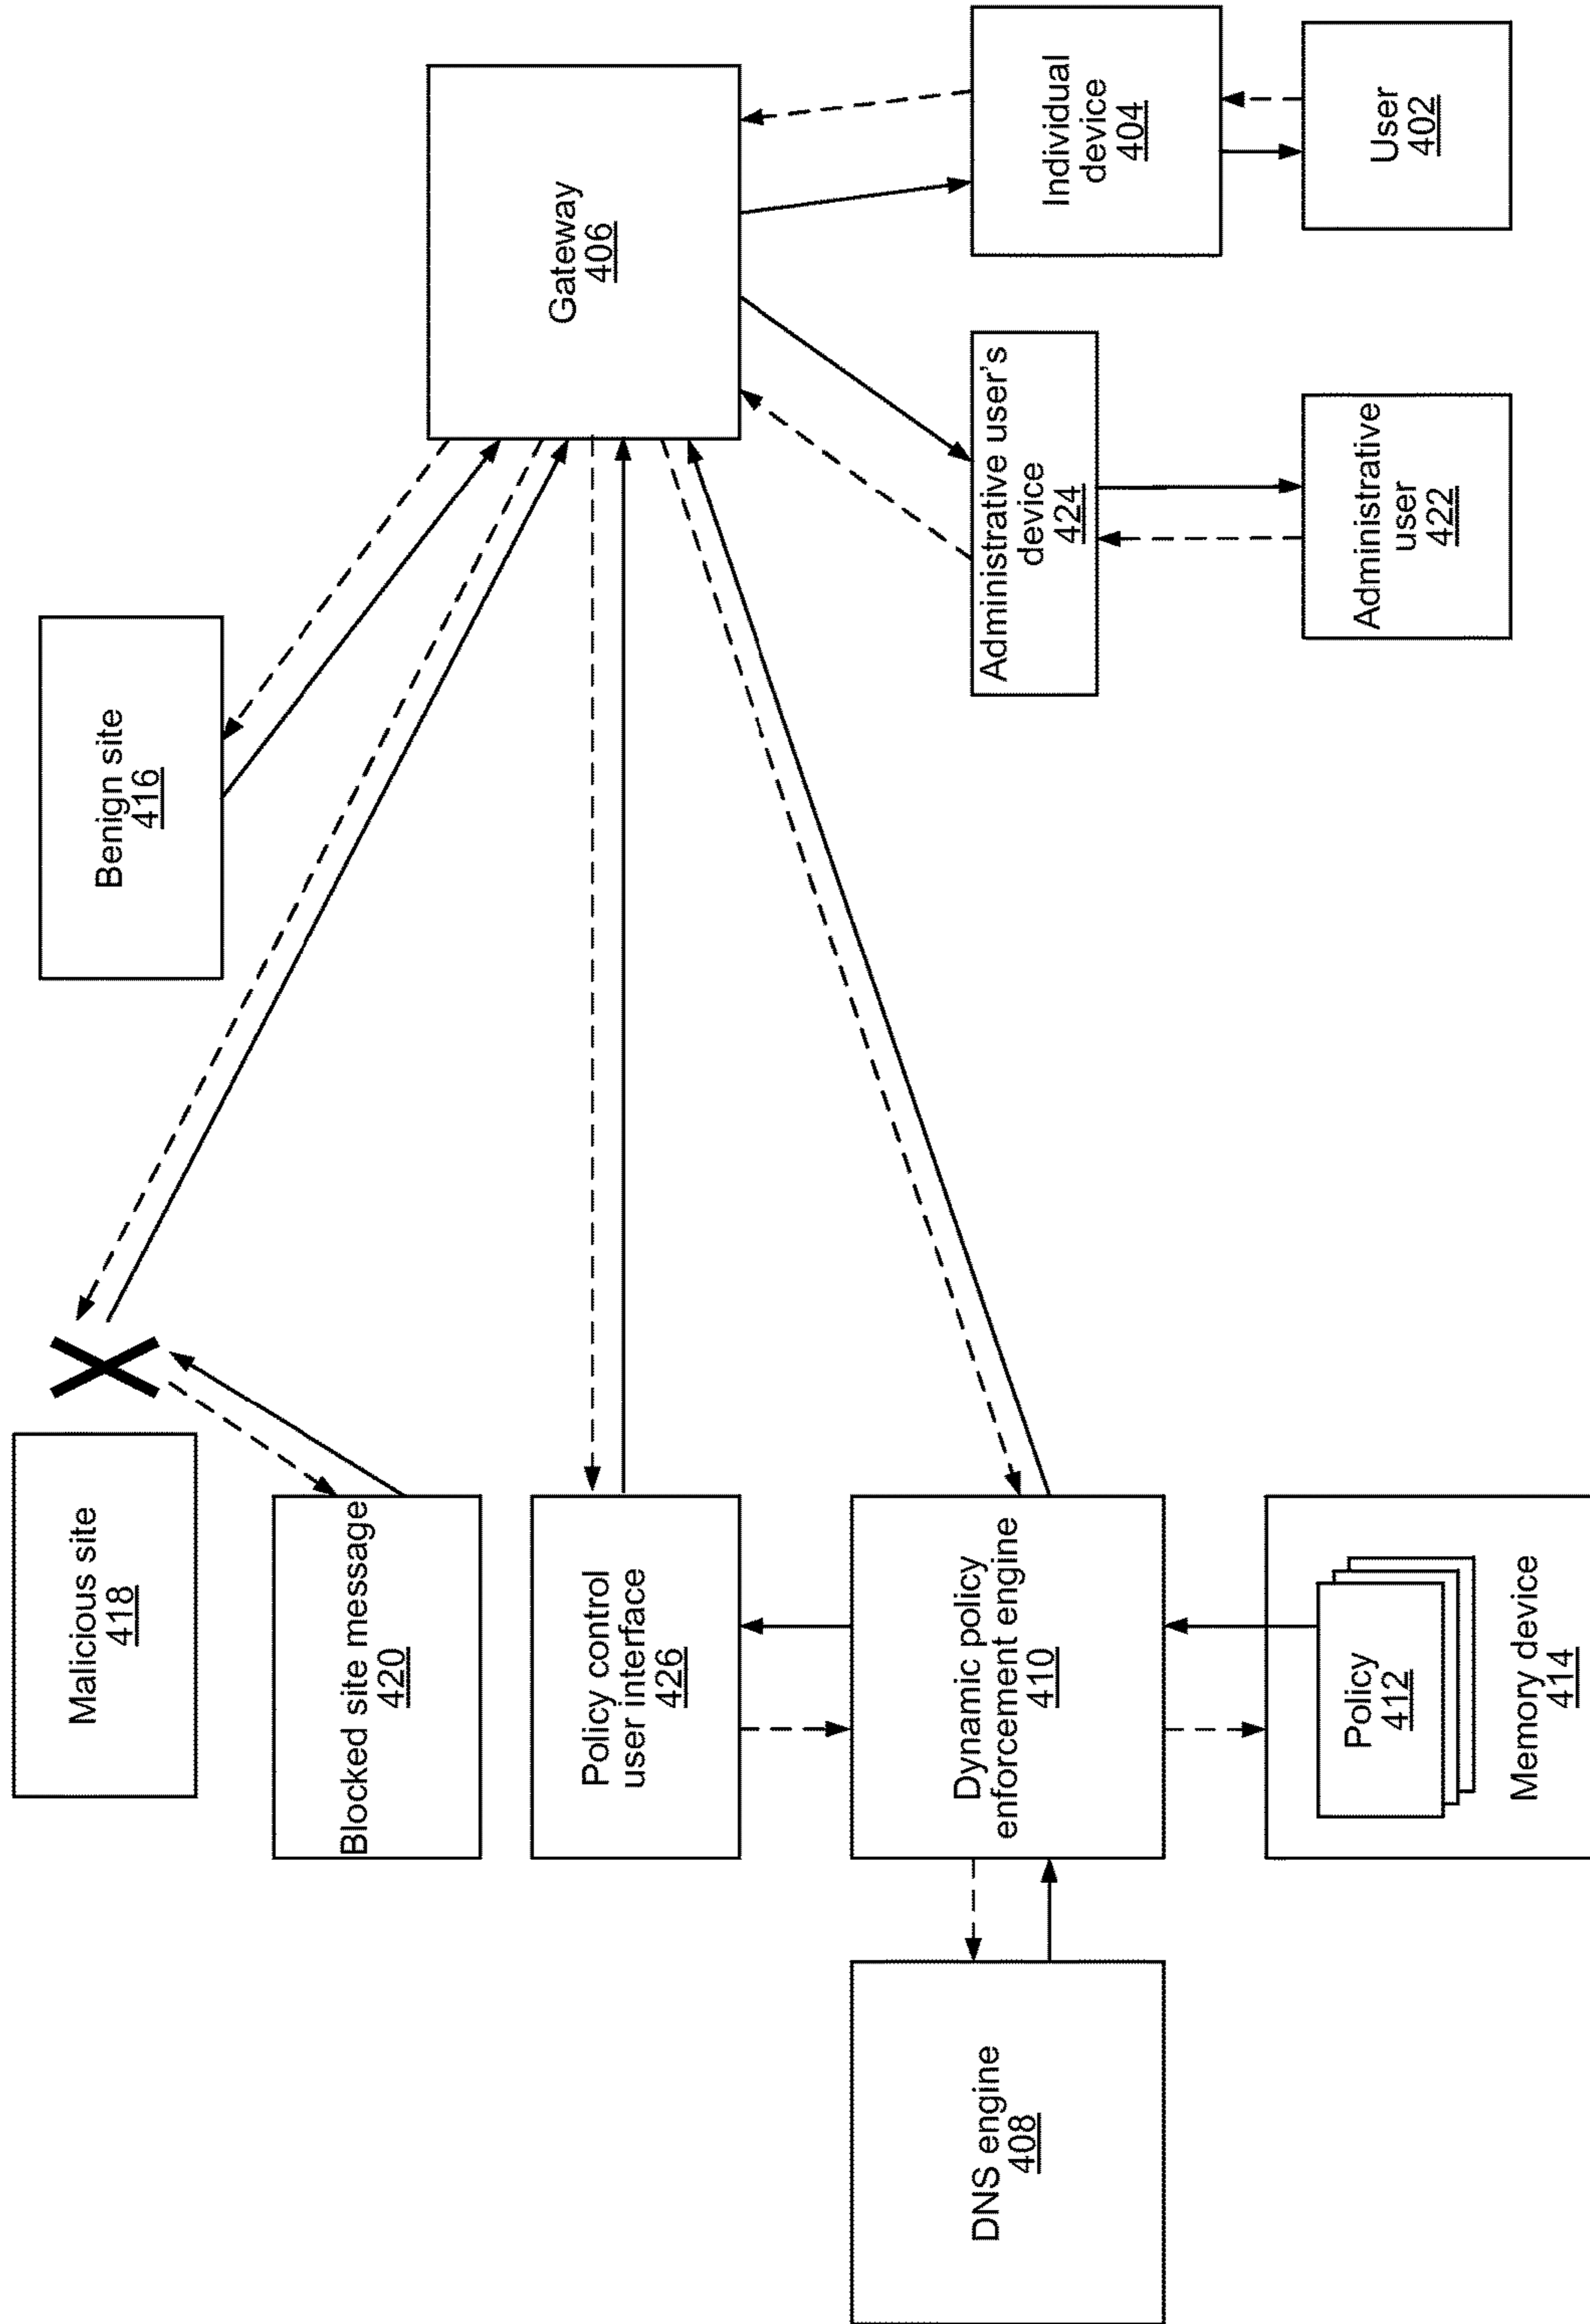 Malicious site
418
Benign site
416
Blocked site message
420
Policy control
user interface
426
Gateway
406
DNS engine
408
Dynamic policy
enforcement engine
410
Administrative user's
device
424
Individual
device
404
Policy
412
Memory device
414
Administrative
user
422
User
402